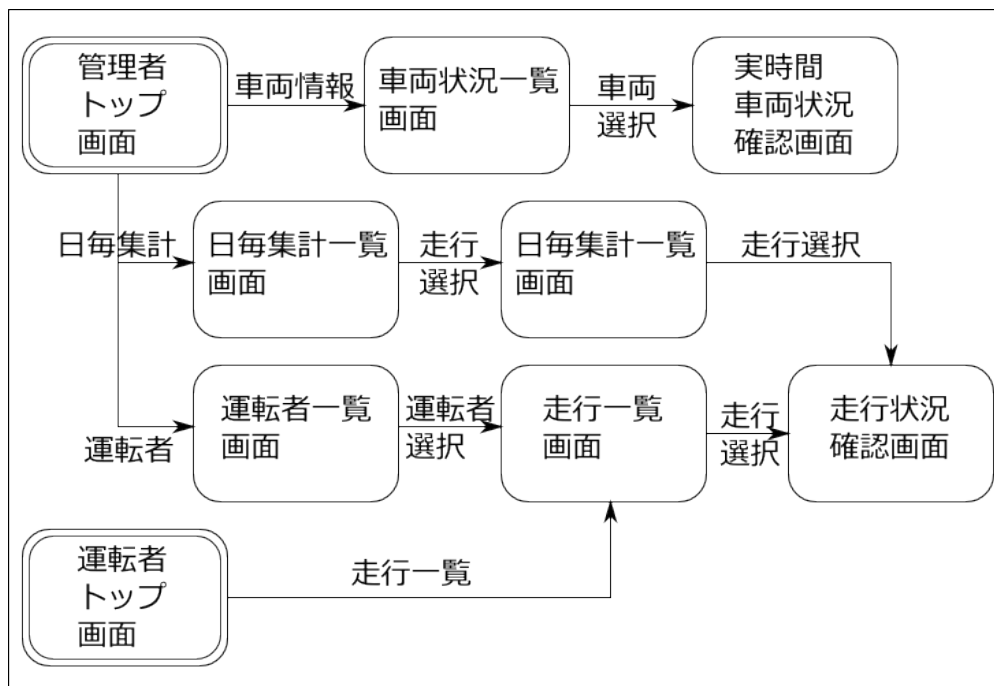 管理者
トップ
画面
車両情報
車両状況一覧
画面
車両
選択
実時間
車両状況
確認画面
日毎集計
日毎集計一覧
画面
走行
選択
日毎集計一覧
画面
走行選択
運転者
運転者一覧
画面
運転者
選択
走行一覧
画面
走行
選択
走行状況
確認画面
運転者
トップ
画面
走行一覧